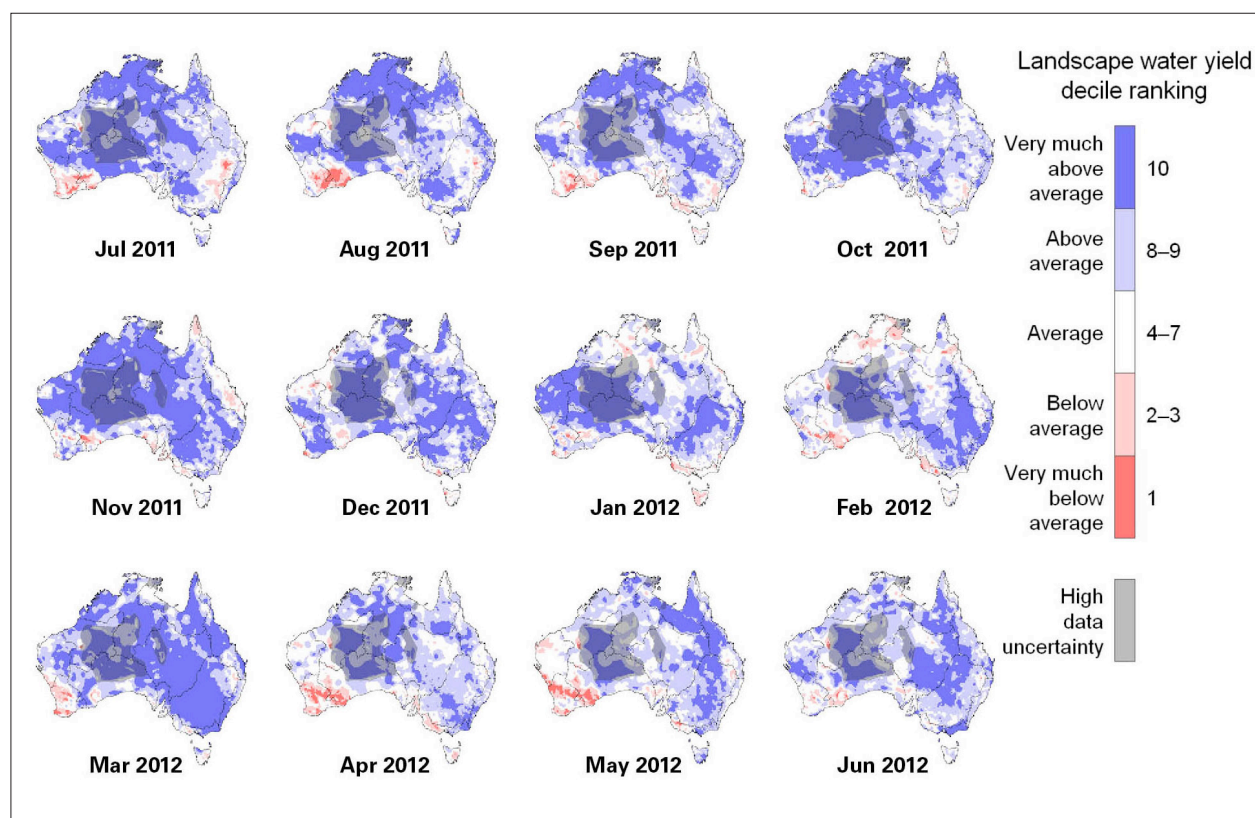 Landscape water yield
decile ranking
Very much
above
average
10
Above
average
8–9
Average
4–7
Below
average
2–3
Very much
below
average
1
High
data
uncertainty
Jul 2011
Aug 2011
Sep 2011
Oct 2011
Nov 2011
Dec 2011
Jan 2012
Feb 2012
Mar 2012
Apr 2012
May 2012
Jun 2012